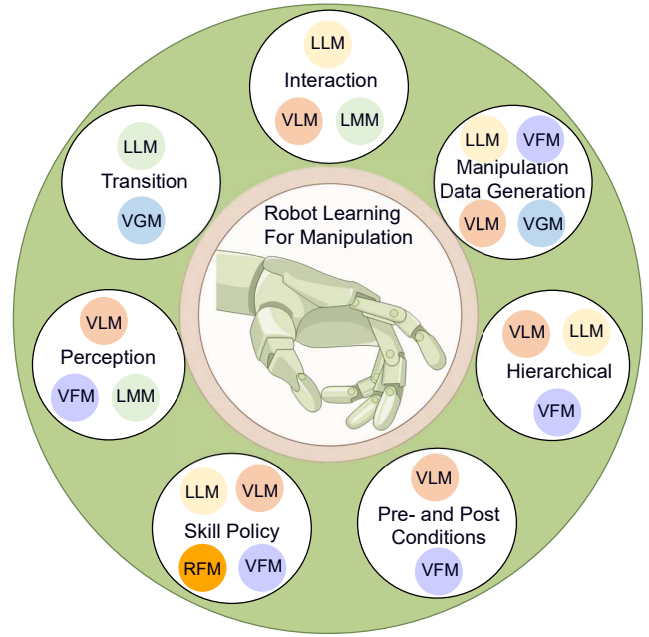 LLM
Interaction
VLM LMM
LLM VFM
Manipulation
Data Generation
VLM VGM
LLM
Transition
VGM
Robot Learning
For Manipulation
VLM
Perception
VFM LMM
VLM LLM
Hierarchical
VFM
LLM VLM
Skill Policy
RFM VFM
VLM
Pre- and Post
Conditions
VFM